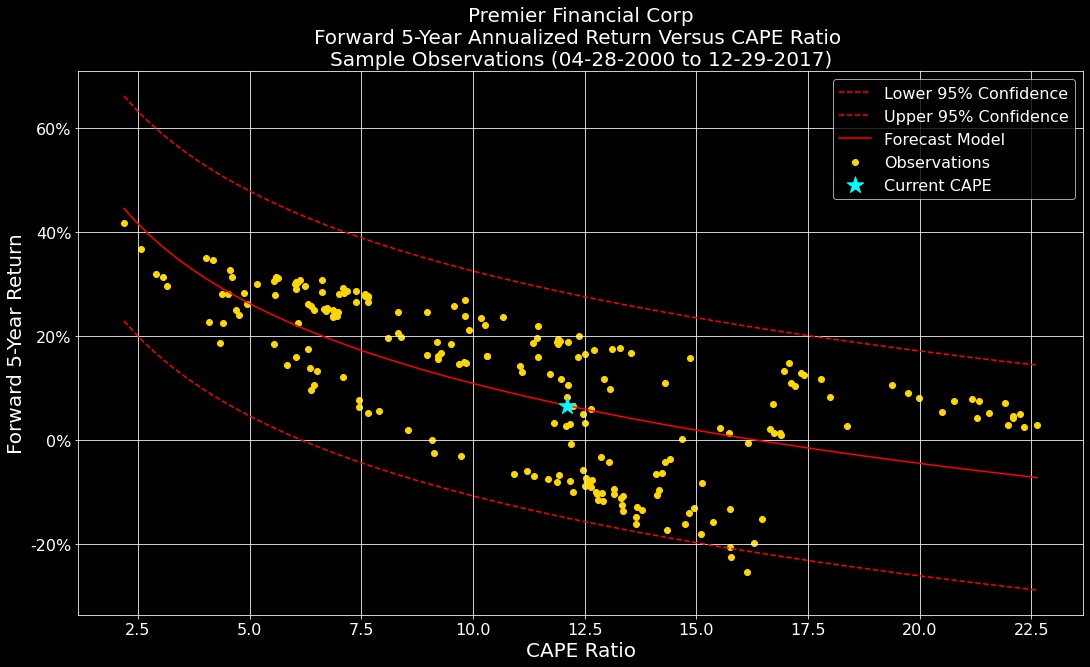 Premier Financial Corp
Forward 5-Year Annualized Return Versus CAPE Ratio
Sample Observations (04-28-2000 to 12-29-2017)
Lower 95% Confidence
Upper 95% Confidence
Forecast Model
Observations
Current CAPE
Forward 5-Year Return
60%
40%
20%
0%
-20%
2.5 5.0 7.5 10.0 12.5 15.0 17.5 20.0 22.5
CAPE Ratio